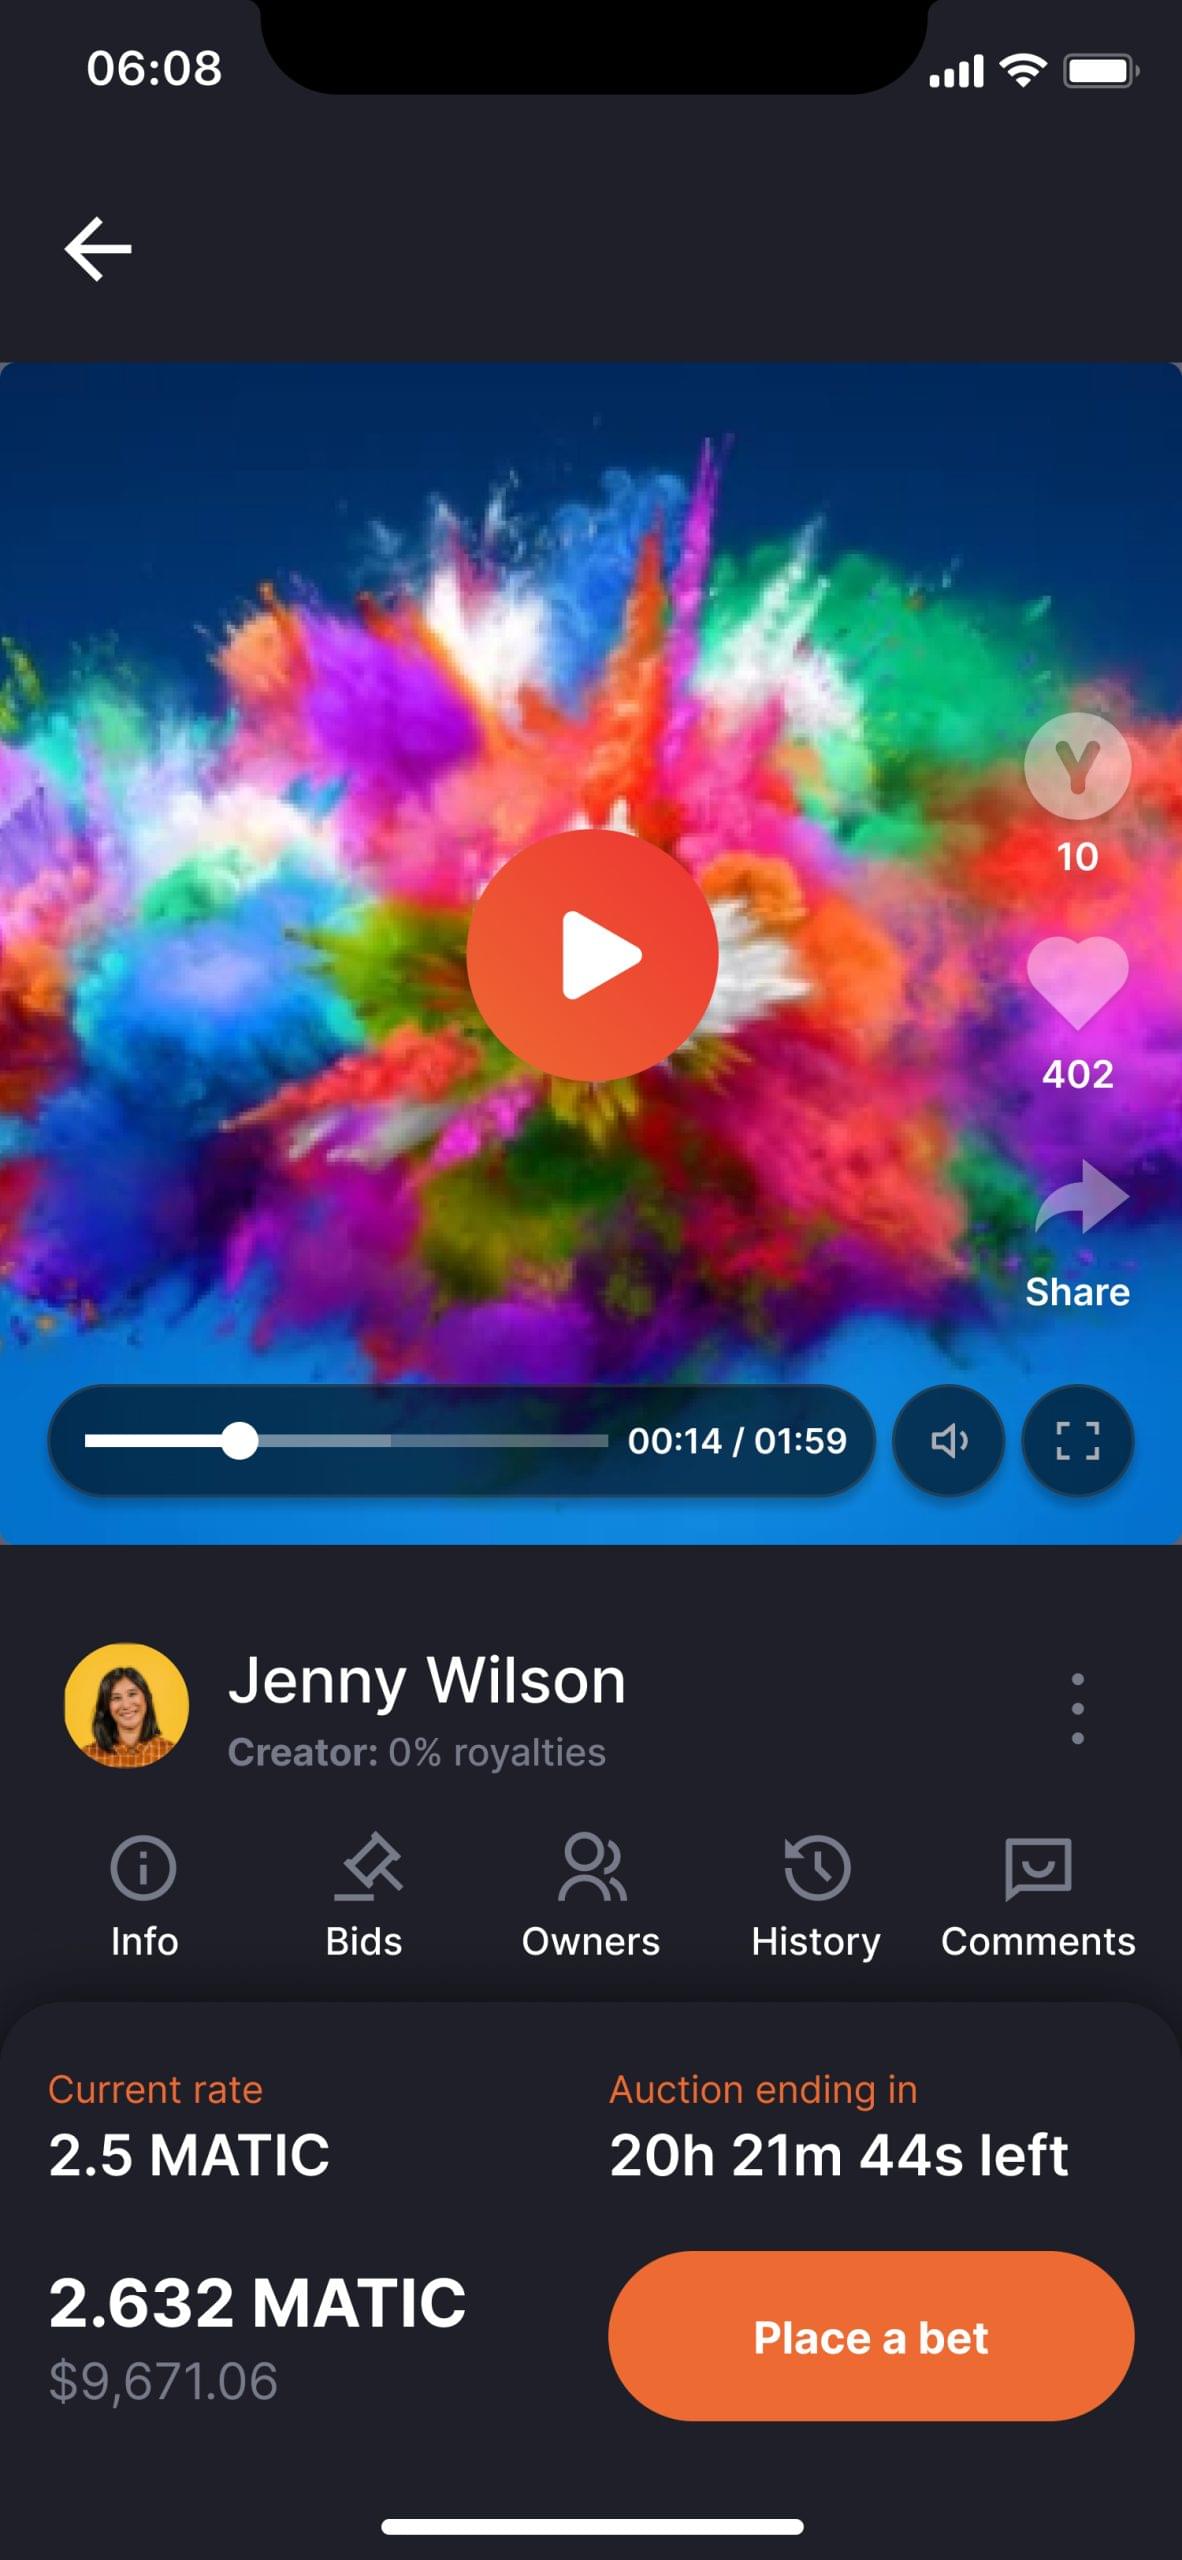 06:08
Y
10
402
Share
00:14 / 01:59
Jenny Wilson
Creator: 0% royalties
Info
Bids
Owners
History
Comments
Current rate
2.5 MATIC
Auction ending in
20h 21m 44s left
2.632 MATIC
$9,671.06
Place a bet